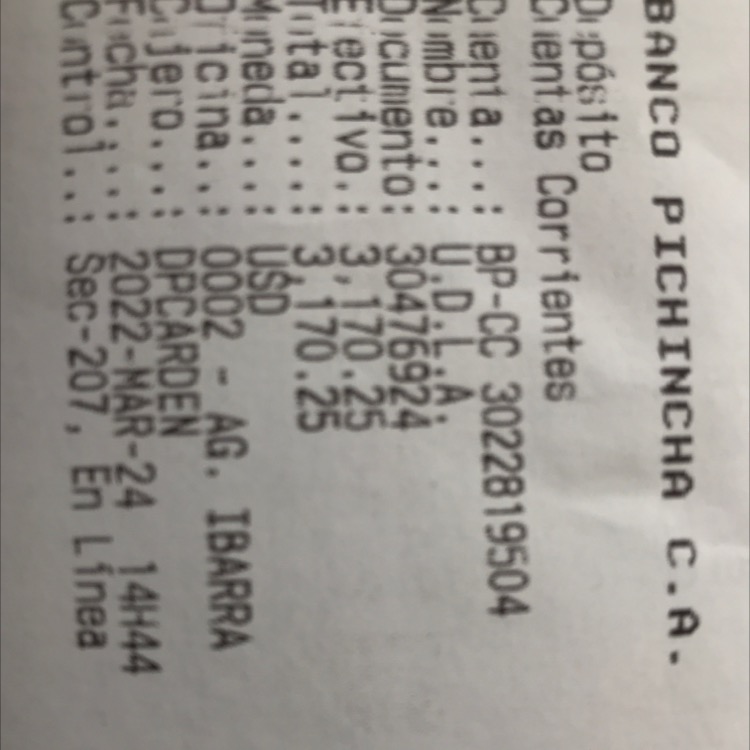 BANCO PICHINCHA C.A.
Depósito
Cuentas Corrientes
Cuenta...: BP-CC 3022819504
Nombre...: U.D.L.A.
Documento: 30476924
Efectivo.: 3,170.25
Total....: 3,170.25
Moneda...: USD
Oficina..: 0002 - AG. IBARRA
Cajero...: DPCARDEN
Fecha....: 2022-MAR-24 14H44
Control..: Sec-207, En Línea